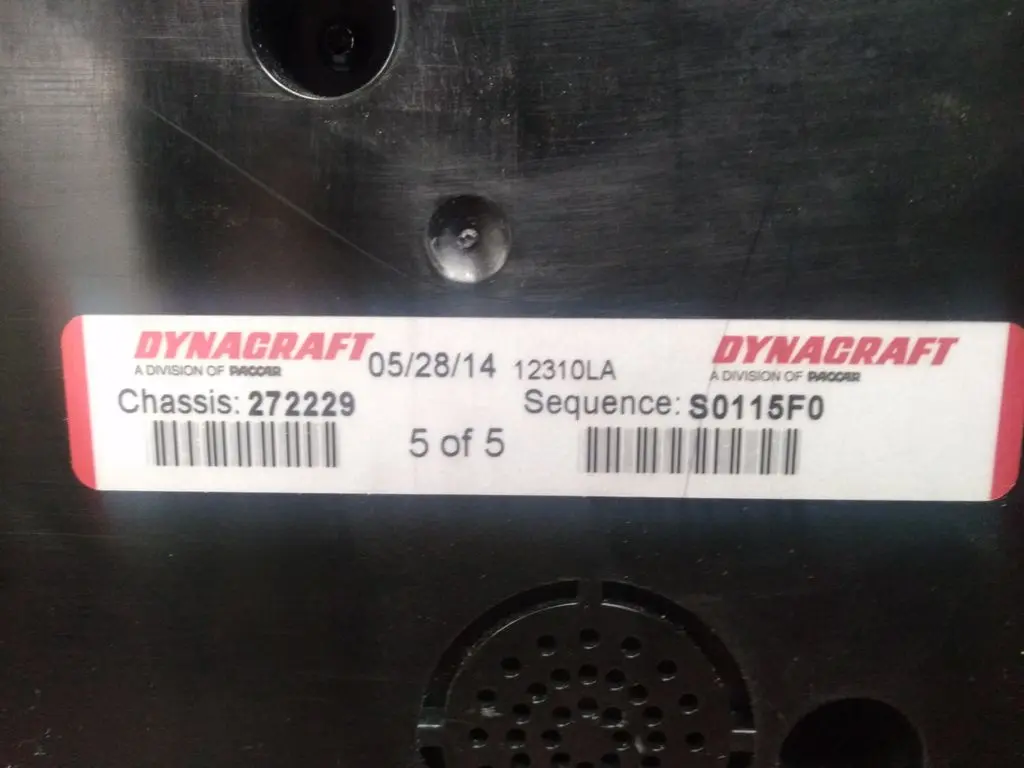 DYNACRAFT
A DIVISION OF PACCAR
05/28/14 12310LA
DYNACRAFT
A DIVISION OF PACCAR
Chassis: 272229
Sequence: S0115F0
5 of 5